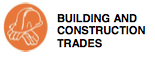 BUILDING AND
CONSTRUCTION
TRADES